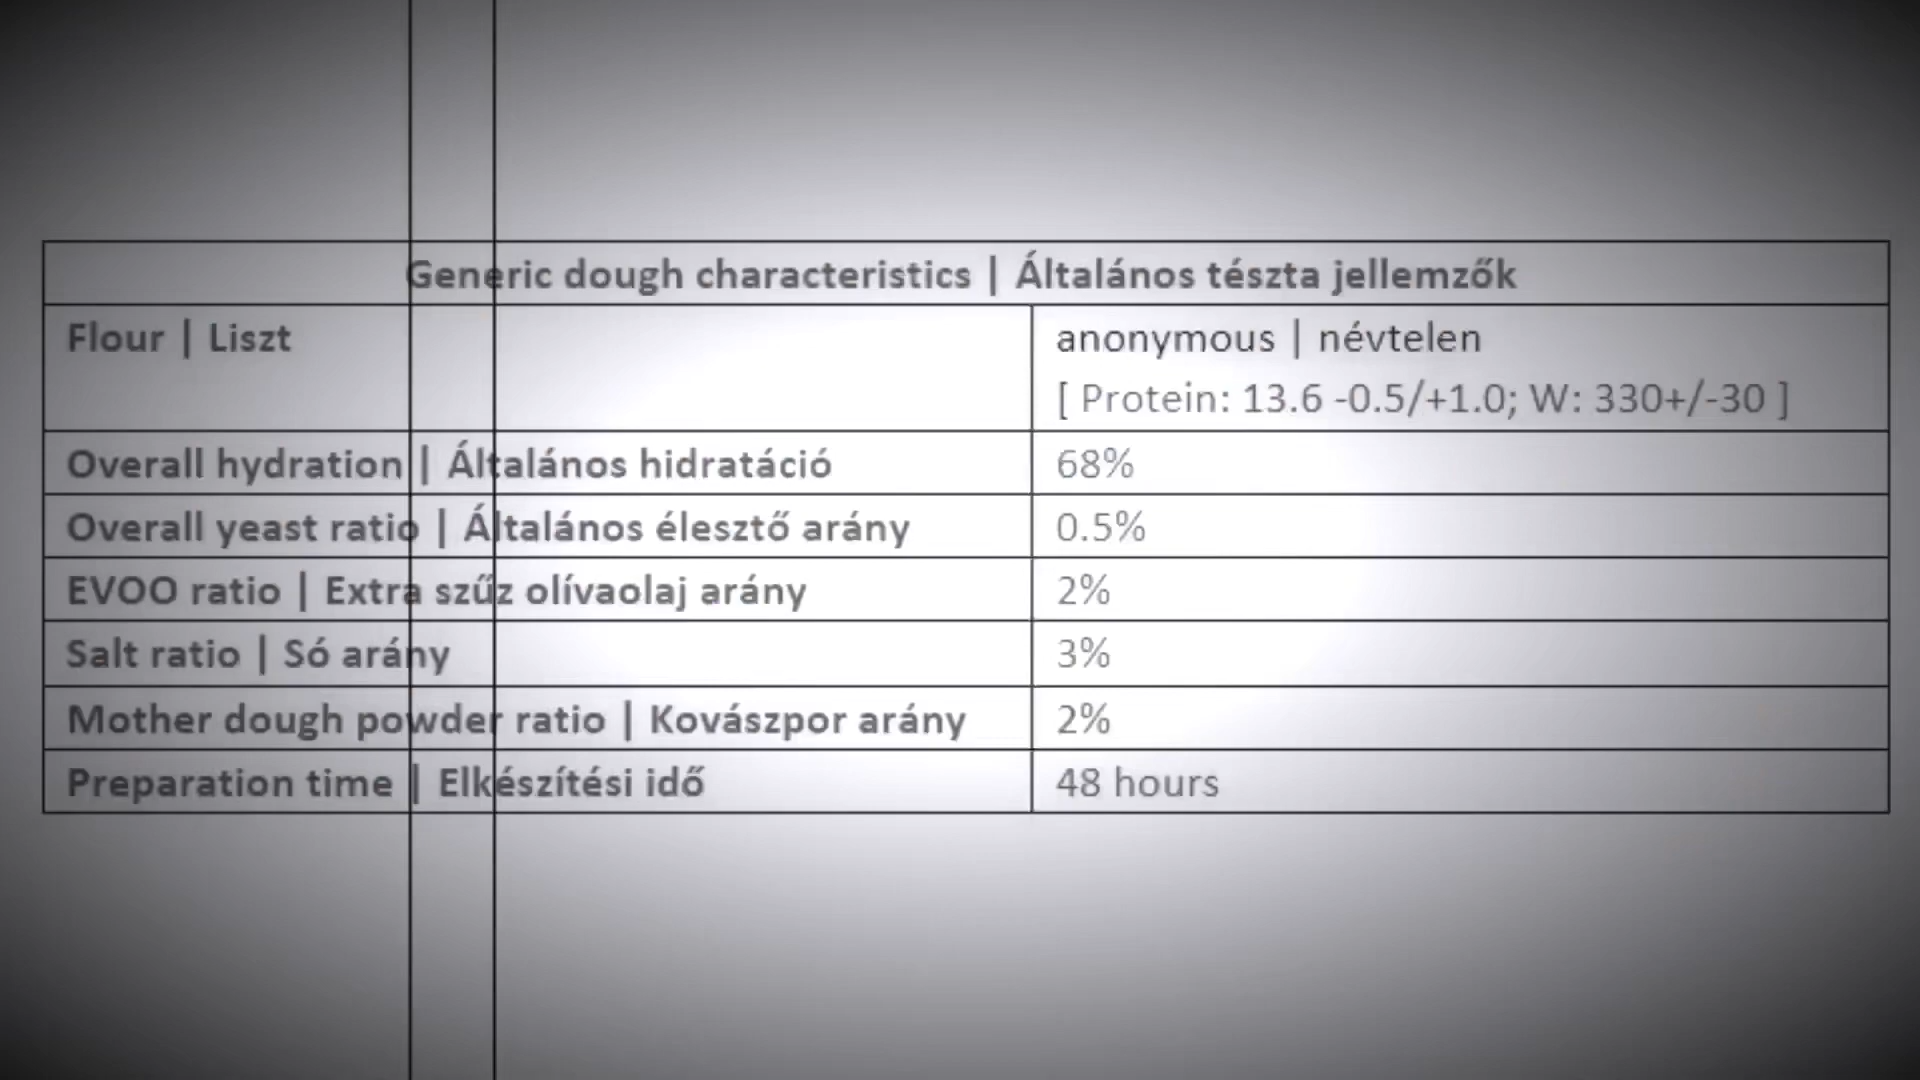 Generic dough characteristics | Általános tészta jellemzők
Flour | Liszt
anonymous | névtelen
[ Protein: 13.6 -0.5/+1.0; W: 330+/-30 ]
Overall hydration | Általános hidratáció
68%
Overall yeast ratio | Általános élesztő arány
0.5%
EVOO ratio | Extra szűz olívaolaj arány
2%
Salt ratio | Só arány
3%
Mother dough powder ratio | Kovászpor arány
2%
Preparation time | Elkészítési idő
48 hours